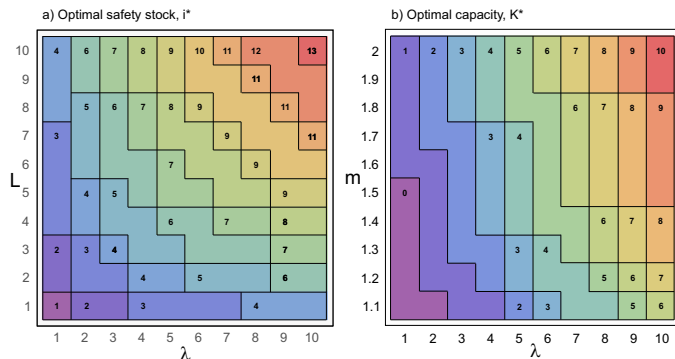 a) Optimal safety stock, i*
b) Optimal capacity, K*
10 4 6 7 8 9 10 11 12 13
9 11
8 5 6 7 8 9 11
7 3 9 11
6 7 9
L
5 4 5 9
4 6 7 8
3 2 3 4 7
2 4 5 6
1 1 2 3 4
1 2 3 4 5 6 7 8 9 10
λ
2 1 2 3 4 5 6 7 8 9 10
1.9
1.8 6 7 8 9
1.7 3 4
1.6
m
1.5 0
1.4 6 7 8
1.3 3 4
1.2 5 6 7
1.1 2 3 5 6
1 2 3 4 5 6 7 8 9 10
λ